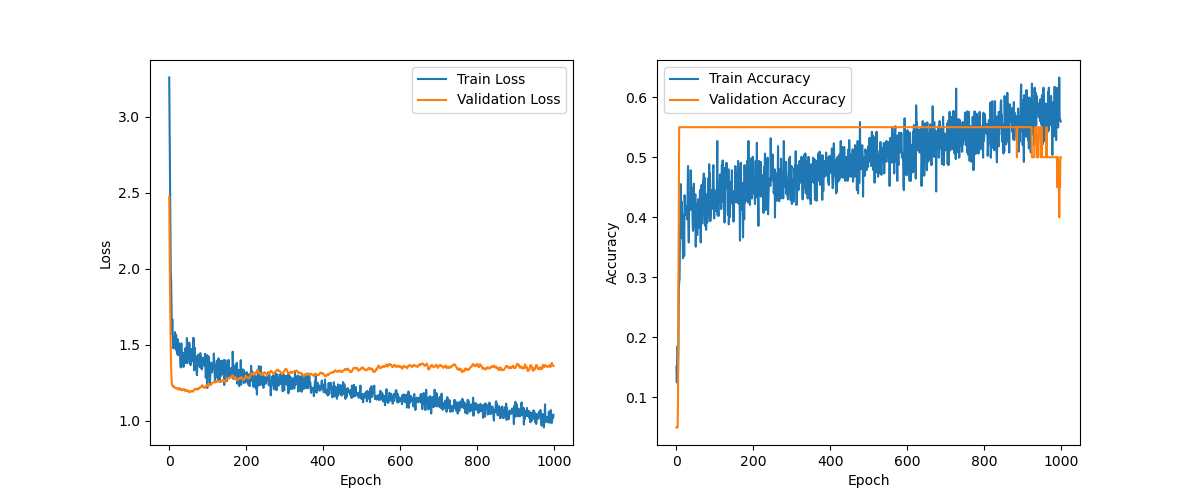 Train Loss
Validation Loss
3.0
2.5
2.0
1.5
1.0
Loss
0
200
400
600
800
1000
Epoch
Train Accuracy
Validation Accuracy
0.6
0.5
0.4
0.3
0.2
0.1
Accuracy
0
200
400
600
800
1000
Epoch